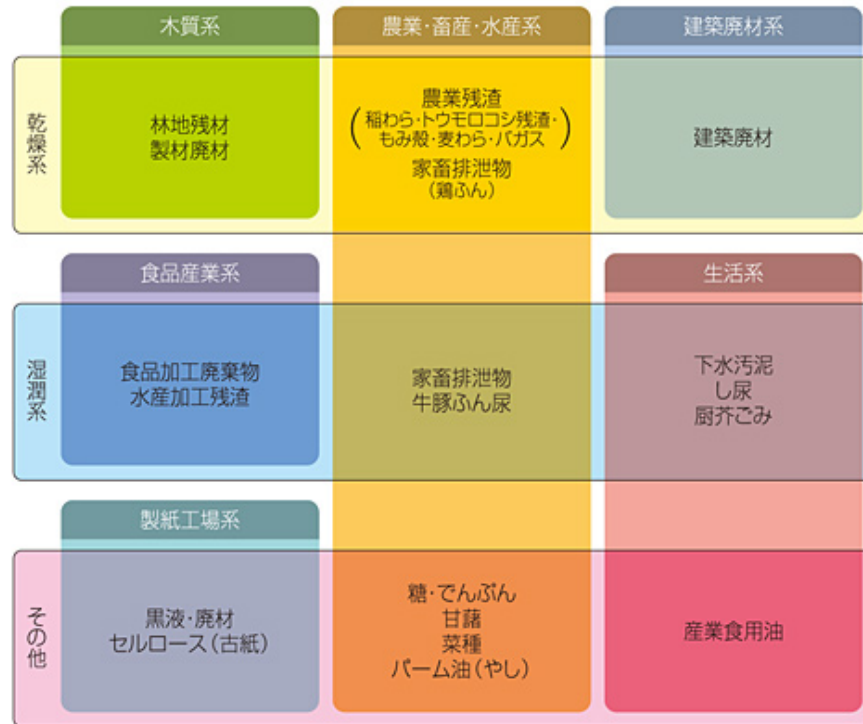 木質系
農業・畜産・水産系
建築廃材系
乾燥系
林地残材
製材廃材
農業残渣
(稲わら・トウモロコシ残渣・
もみ殻・麦わら・バガス)
家畜排泄物
(鶏ふん)
建築廃材
食品産業系
生活系
湿潤系
食品加工廃棄物
水産加工残渣
家畜排泄物
牛豚ふん尿
下水汚泥
し尿
厨芥ごみ
製紙工場系
その他
黒液・廃材
セルロース(古紙)
糖・でんぷん
甘藷
菜種
パーム油(やし)
産業食用油